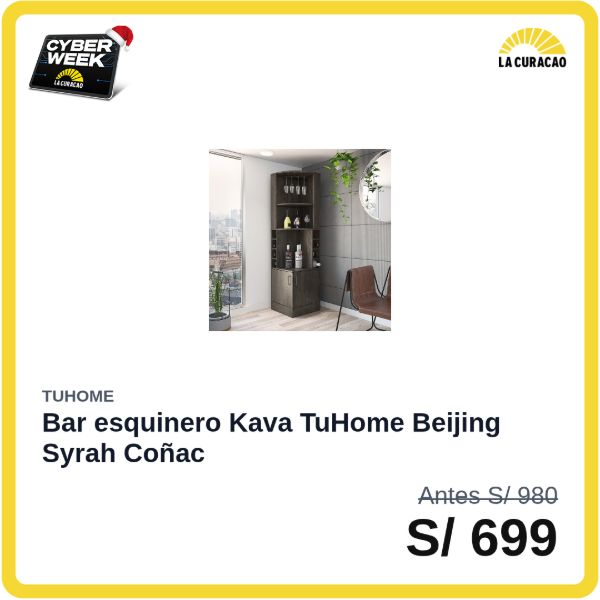 CYBER
WEEK
LA CURACAO
LA CURACAO
TUHOME
Bar esquinero Kava TuHome Beijing
Syrah Coñac
Antes S/ 980
S/ 699